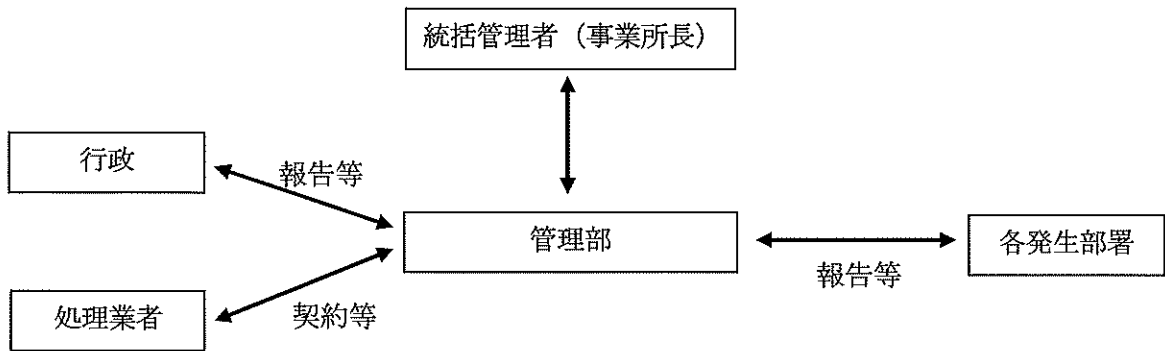 統括管理者（事業所長）
行政
報告等
管理部
各発生部署
報告等
処理業者
契約等